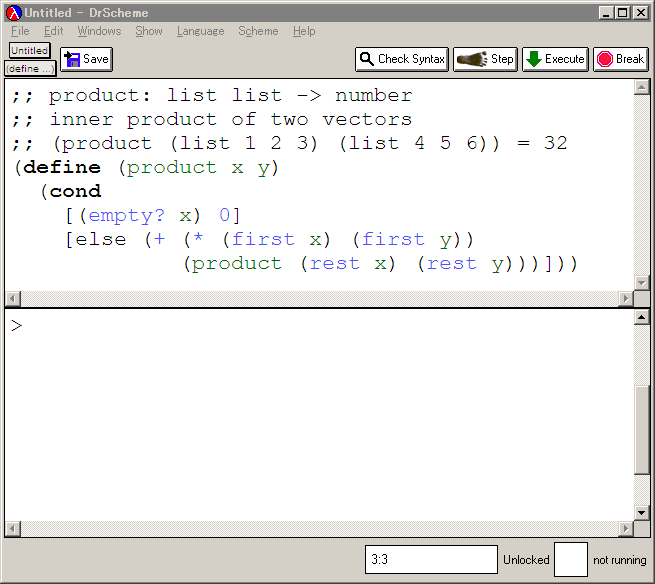 Untitled - DrScheme
File Edit Windows Show Language Scheme Help
Untitled
(define ...)
Save
Check Syntax
Step
Execute
Break
;; product: list list -> number
;; inner product of two vectors
;; (product (list 1 2 3) (list 4 5 6)) = 32
(define (product x y)
  (cond
    [(empty? x) 0]
    [else (+ (* (first x) (first y))
             (product (rest x) (rest y)))]))
>
3:3
Unlocked
not running